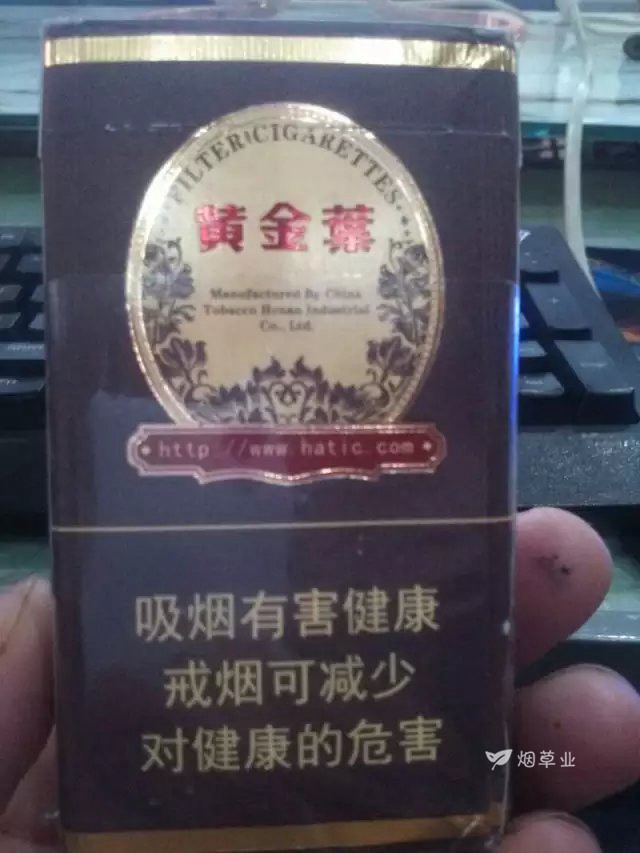 FILTER CIGARETTES
黄金葉
Manufactured By China
Tobacco Henan Industrial
Co., Ltd.
http://www.hatic.com
吸烟有害健康
戒烟可减少
对健康的危害
烟草业